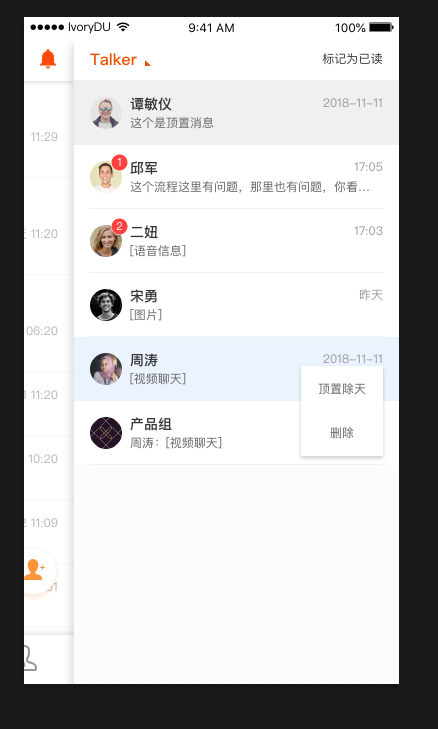 IvoryDU 9:41 AM 100%
Talker 标记为已读
谭敏仪 2018-11-11
这个是顶置消息
11:29
1
邱军 17:05
这个流程这里有问题，那里也有问题，你看...
2
二妞 17:03
[语音信息]
11:20
宋勇 昨天
[图片]
06:20
周涛 2018-11-11
[视频聊天]
顶置除天
11:20
产品组
周涛：[视频聊天]
删除
10:20
11:09